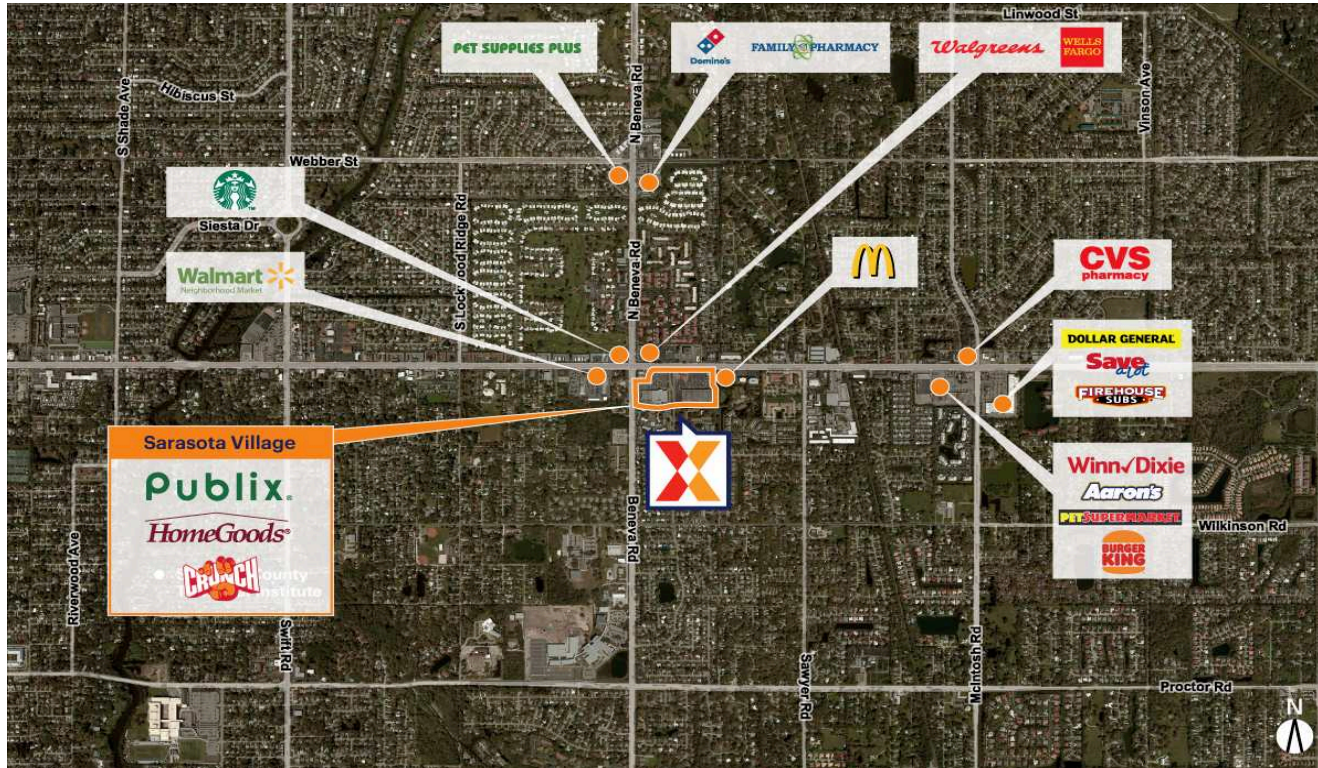 Linwood St
PET SUPPLIES PLUS
Domino's
FAMILY PHARMACY
Walgreens
WELLS
FARGO
N Beneva Rd
S Shade Ave
Hibiscus St
Vinson Ave
Webber St
S Lockwood Ridge Rd
Siesta Dr
N Beneva Rd
Walmart
Neighborhood Market
CVS
pharmacy
DOLLAR GENERAL
Save
a lot
FIREHOUSE
SUBS
Sarasota Village
Publix
HomeGoods
CRUNCH
ounty
nstitute
Winn Dixie
Aaron's
PET SUPERMARKET
BURGER
KING
Wilkinson Rd
Beneva Rd
Riverwood Ave
Swift Rd
Sawyer Rd
McIntosh Rd
Proctor Rd
N